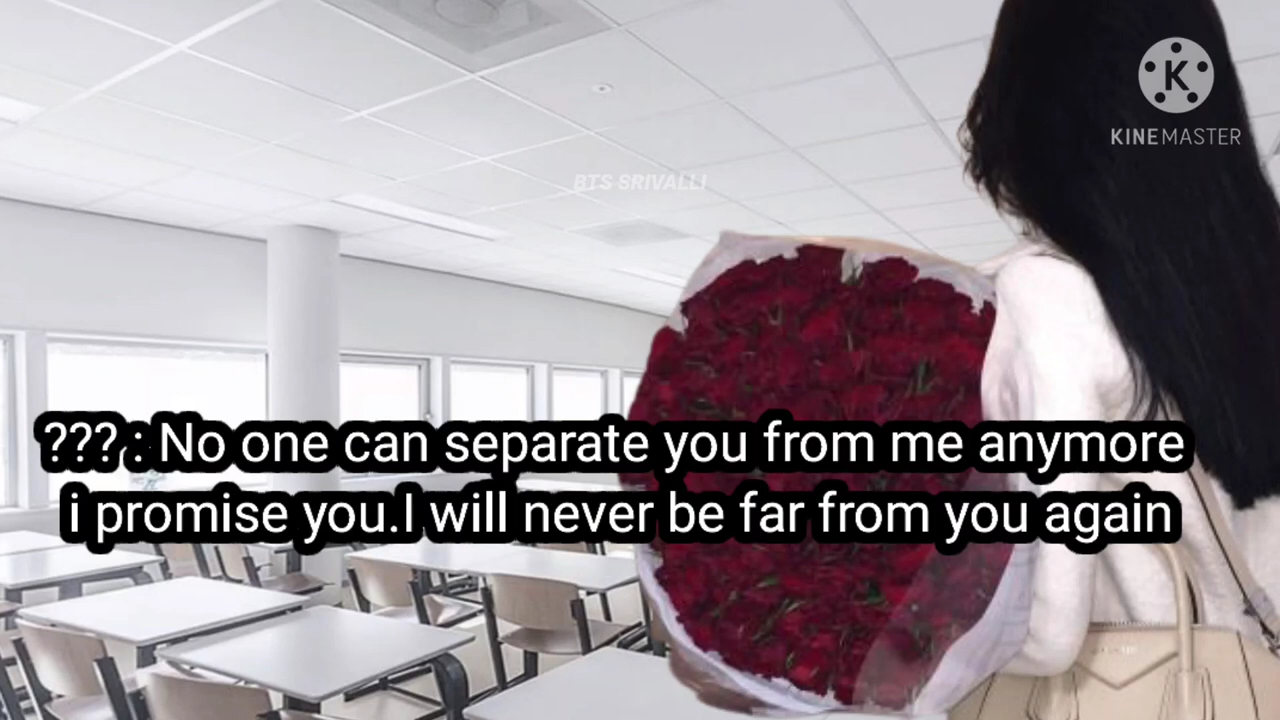 KINEMASTER
BTS SRIVALLI
??? : No one can separate you from me anymore
i promise you.I will never be far from you again